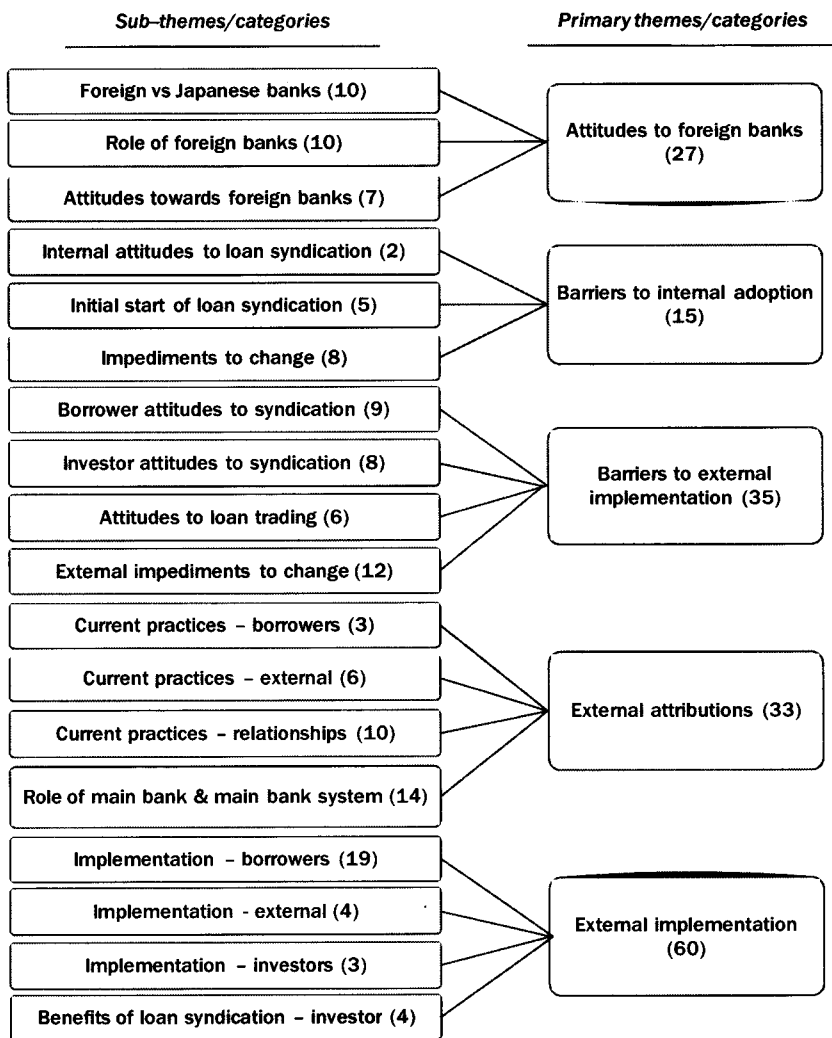 Sub–themes/categories
Primary themes/categories
Foreign vs Japanese banks (10)
Role of foreign banks (10)
Attitudes towards foreign banks (7)
Attitudes to foreign banks
(27)
Internal attitudes to loan syndication (2)
Initial start of loan syndication (5)
Impediments to change (8)
Barriers to internal adoption
(15)
Borrower attitudes to syndication (9)
Investor attitudes to syndication (8)
Attitudes to loan trading (6)
External impediments to change (12)
Barriers to external
implementation (35)
Current practices – borrowers (3)
Current practices – external (6)
Current practices – relationships (10)
Role of main bank & main bank system (14)
External attributions (33)
Implementation – borrowers (19)
Implementation - external (4)
Implementation – investors (3)
Benefits of loan syndication – investor (4)
External implementation
(60)